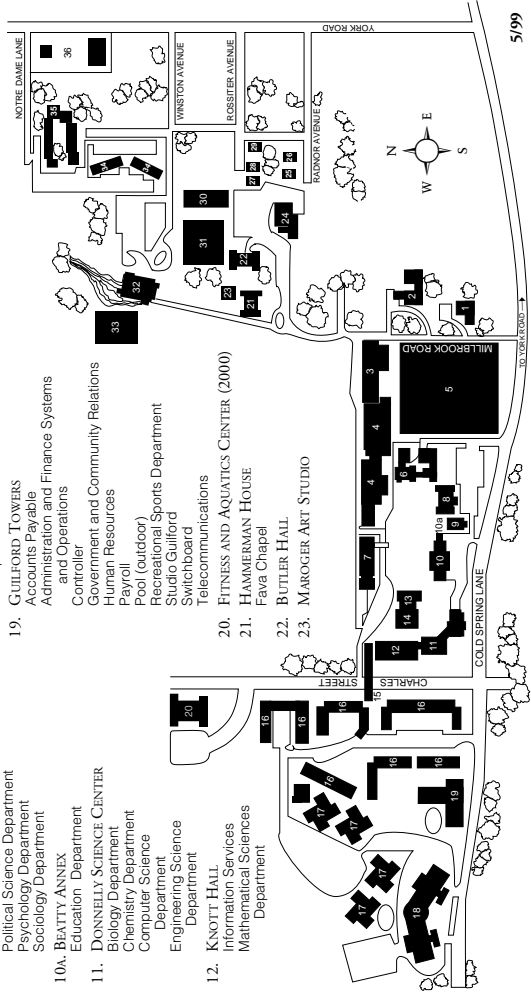 Political Science Department
Psychology Department
Sociology Department
10A. BEATTY ANNEX
Education Department
11. DONNELLY SCIENCE CENTER
Biology Department
Chemistry Department
Computer Science
Department
Engineering Science
Department
12. KNOTT HALL
Information Services
Mathematical Sciences
Department
19. GUILFORD TOWERS
Accounts Payable
Administration and Finance Systems
and Operations
Controller
Government and Community Relations
Human Resources
Payroll
Pool (outdoor)
Recreational Sports Department
Studio Guilford
Switchboard
Telecommunications
20. FITNESS AND AQUATICS CENTER (2000)
21. HAMMERMAN HOUSE
Fava Chapel
22. BUTLER HALL
23. MAROGER ART STUDIO
NOTRE DAME LANE
WINSTON AVENUE
ROSSITER AVENUE
RADNOR AVENUE
YORK ROAD
36
35
34
34
33
32
31
30
29
28
27
26
25
24
23
22
21
N
E
S
W
2
1
MILLBROOK ROAD
TO YORK ROAD
3
4
4
5
6
7
8
9
10a
10
13
14
11
12
15
COLD SPRING LANE
CHARLES
STREET
20
16
16
16
16
16
16
16
17
17
17
17
18
19
5/99